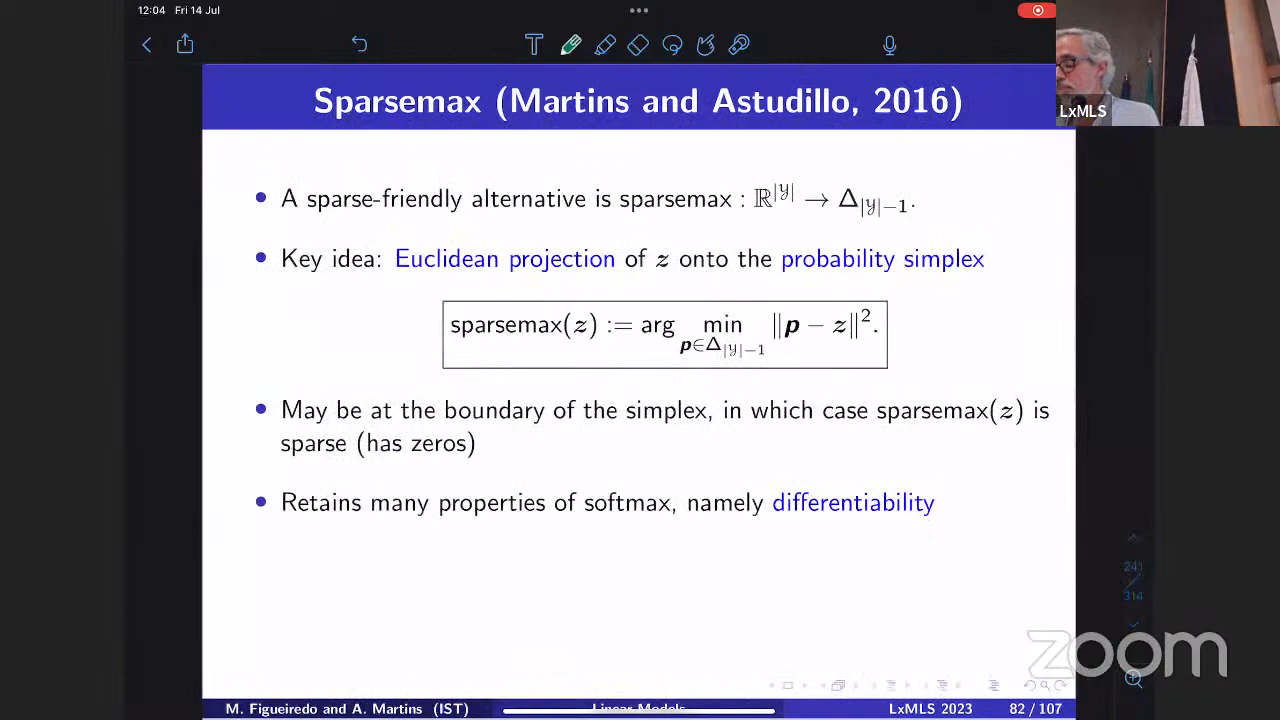 12:04 Fri 14 Jul
Sparsemax (Martins and Astudillo, 2016)
LxMLS
• A sparse-friendly alternative is sparsemax : ℝ^|𝒴| → Δ_|𝒴|−1.
• Key idea: Euclidean projection of z onto the probability simplex
sparsemax(z) := arg min_{p∈Δ_|𝒴|−1} ‖p − z‖².
• May be at the boundary of the simplex, in which case sparsemax(z) is
sparse (has zeros)
• Retains many properties of softmax, namely differentiability
241
314
zoom
M. Figueiredo and A. Martins (IST) Linear Models LxMLS 2023 82 / 107